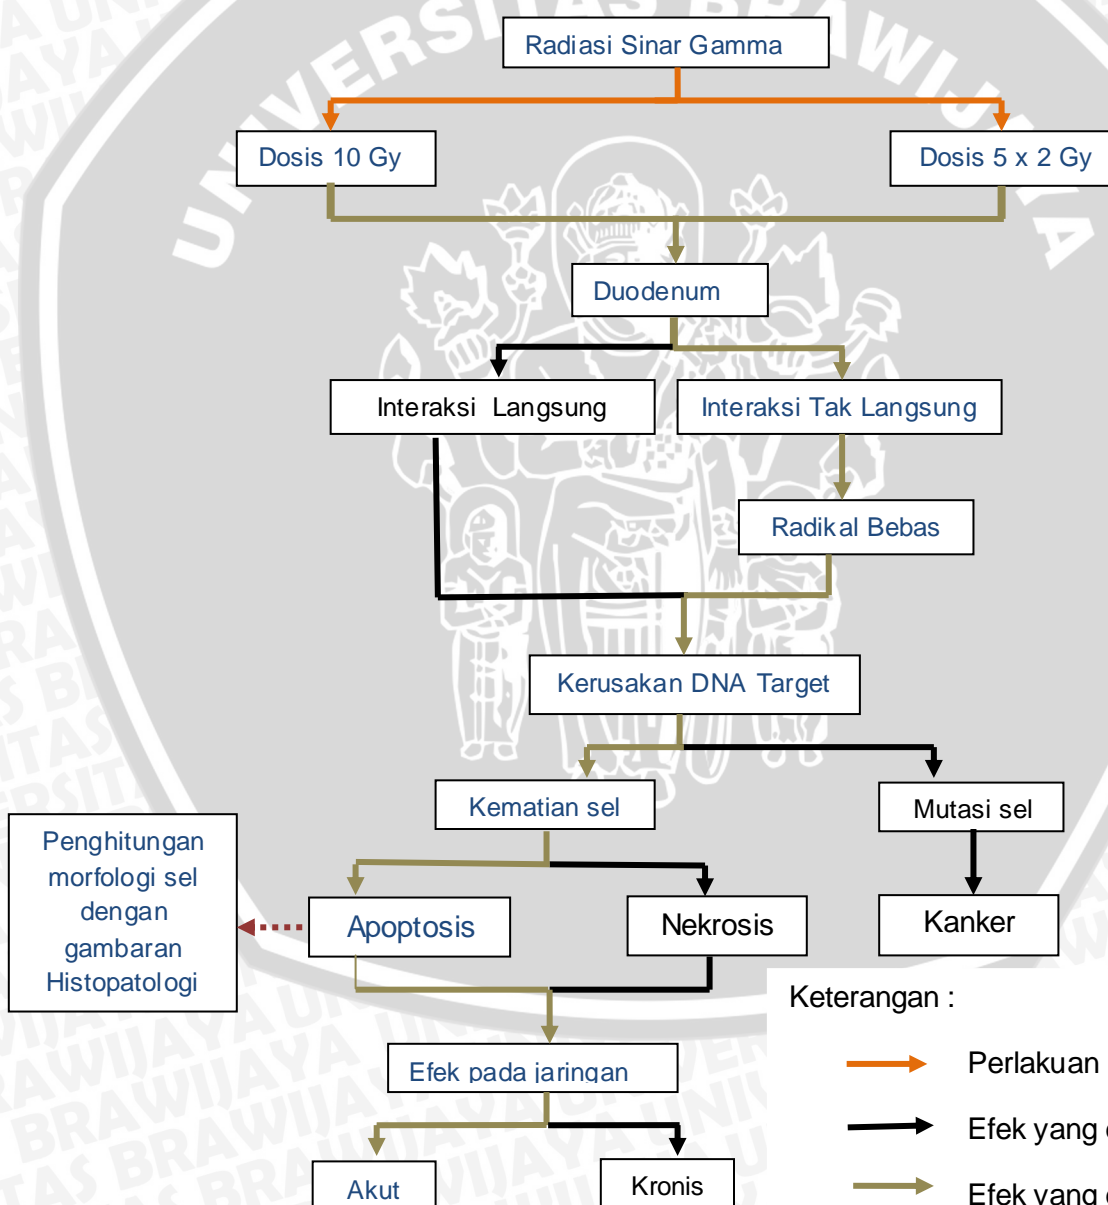 UNIVERSITAS BRAWIJAYA
Radiasi Sinar Gamma
Dosis 10 Gy
Dosis 5 x 2 Gy
Duodenum
Interaksi Langsung
Interaksi Tak Langsung
Radikal Bebas
Kerusakan DNA Target
Kematian sel
Mutasi sel
Penghitungan
morfologi sel
dengan
gambaran
Histopatologi
Apoptosis
Nekrosis
Kanker
Efek pada jaringan
Akut
Kronis
Keterangan :
Perlakuan
Efek yang
Efek yang